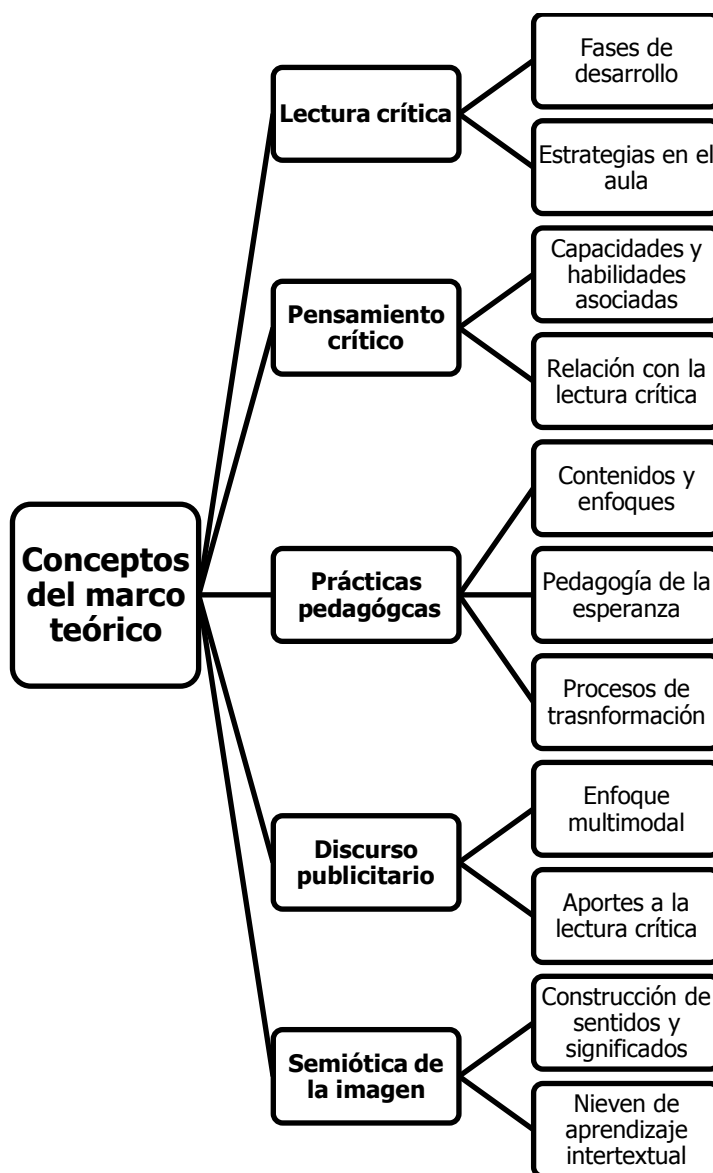 Conceptos
del marco
teórico
Lectura crítica
Fases de
desarrollo
Estrategias en el
aula
Pensamiento
crítico
Capacidades y
habilidades
asociadas
Relación con la
lectura crítica
Prácticas
pedagógcas
Contenidos y
enfoques
Pedagogía de la
esperanza
Procesos de
trasnformación
Discurso
publicitario
Enfoque
multimodal
Aportes a la
lectura crítica
Semiótica de
la imagen
Construcción de
sentidos y
significados
Nieven de
aprendizaje
intertextual